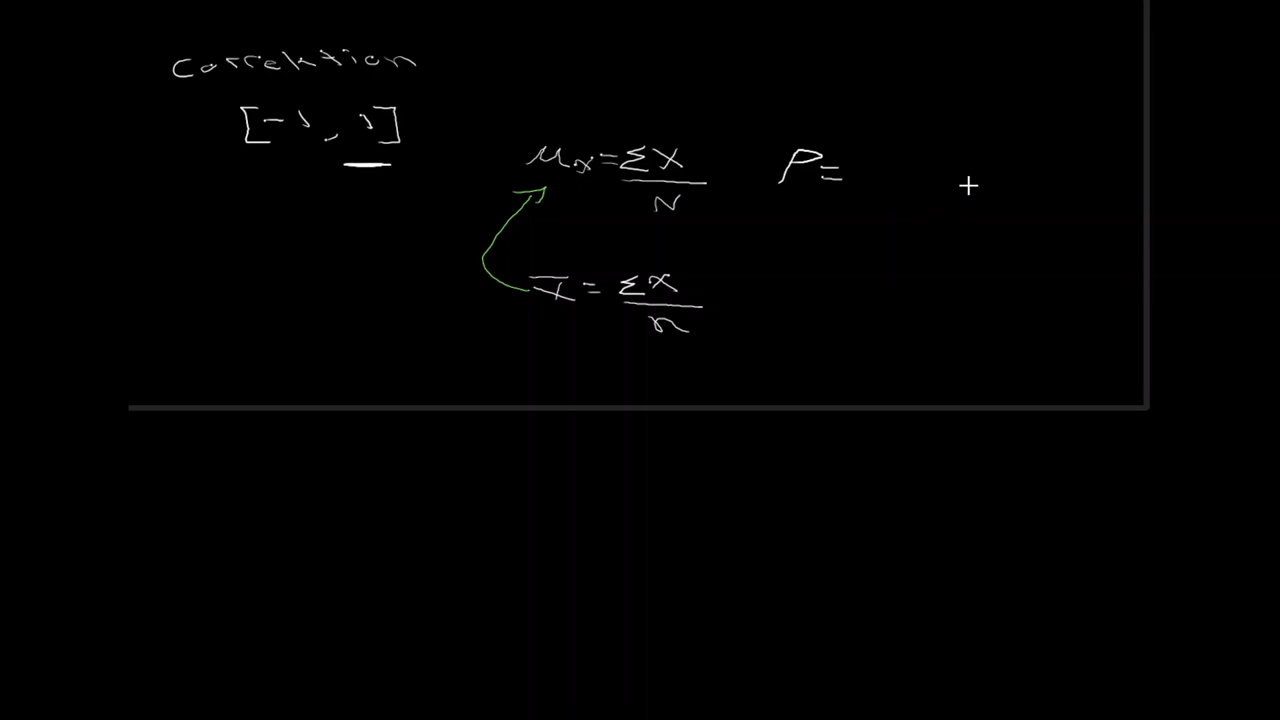 Correlation
[-1, 1]
μx = ΣX / N
P =
x̄ = Σx / n